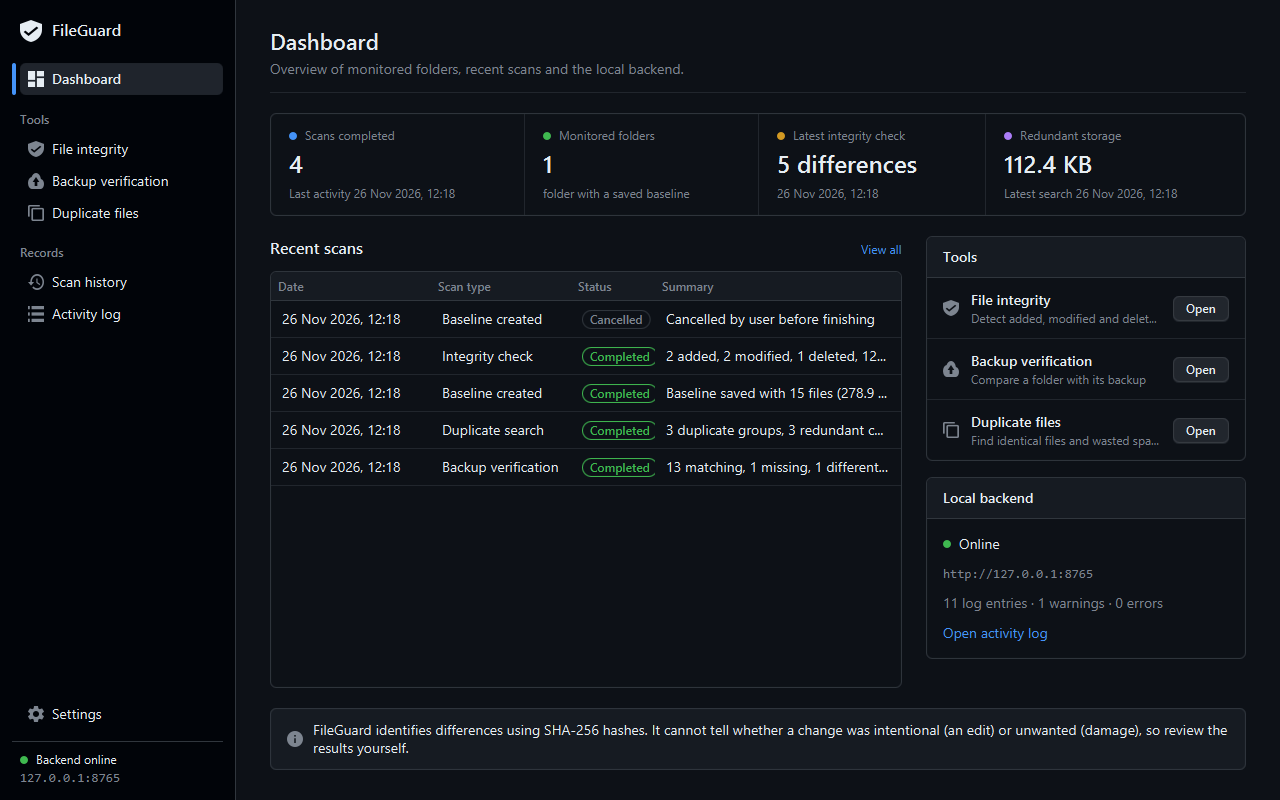 FileGuard
Dashboard
Tools
File integrity
Backup verification
Duplicate files
Records
Scan history
Activity log
Settings
Backend online
127.0.0.1:8765
Dashboard
Overview of monitored folders, recent scans and the local backend.
Scans completed
4
Last activity 26 Nov 2026, 12:18
Monitored folders
1
folder with a saved baseline
Latest integrity check
5 differences
26 Nov 2026, 12:18
Redundant storage
112.4 KB
Latest search 26 Nov 2026, 12:18
Recent scans
View all
Date Scan type Status Summary
26 Nov 2026, 12:18 Baseline created Cancelled Cancelled by user before finishing
26 Nov 2026, 12:18 Integrity check Completed 2 added, 2 modified, 1 deleted, 12...
26 Nov 2026, 12:18 Baseline created Completed Baseline saved with 15 files (278.9 ...
26 Nov 2026, 12:18 Duplicate search Completed 3 duplicate groups, 3 redundant c...
26 Nov 2026, 12:18 Backup verification Completed 13 matching, 1 missing, 1 different...
Tools
File integrity
Detect added, modified and delet...
Open
Backup verification
Compare a folder with its backup
Open
Duplicate files
Find identical files and wasted spa...
Open
Local backend
Online
http://127.0.0.1:8765
11 log entries · 1 warnings · 0 errors
Open activity log
FileGuard identifies differences using SHA-256 hashes. It cannot tell whether a change was intentional (an edit) or unwanted (damage), so review the
results yourself.